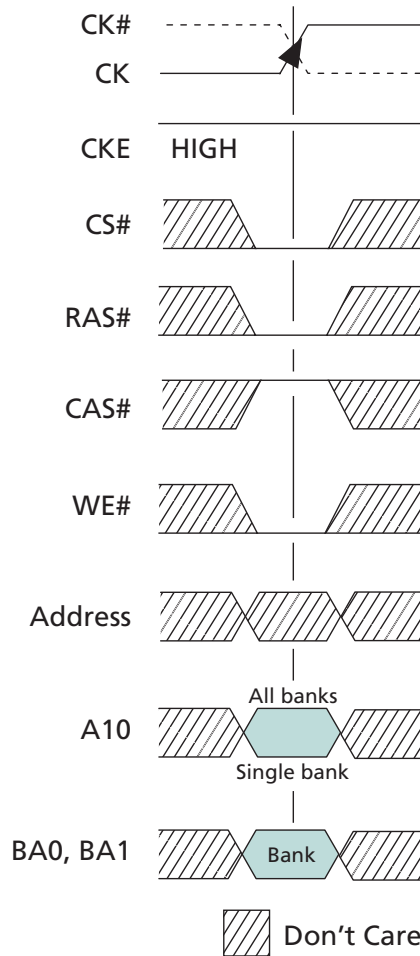 CK#
CK
CKE HIGH
CS#
RAS#
CAS#
WE#
Address
All banks
A10
Single bank
BA0, BA1 Bank
Don't Care